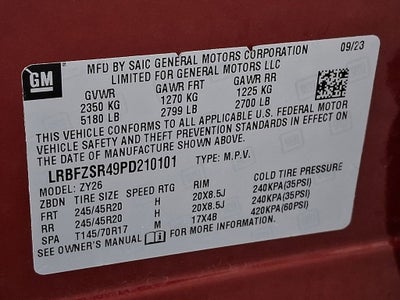 GM
MFD BY SAIC GENERAL MOTORS CORPORATION 09/23
LIMITED FOR GENERAL MOTORS LLC
GVWR GAWR FRT GAWR RR
2350 KG 1270 KG 1225 KG
5180 LB 2799 LB 2700 LB
THIS VEHICLE CONFORMS TO ALL APPLICABLE U.S. FEDERAL MOTOR
VEHICLE SAFETY AND THEFT PREVENTION STANDARDS IN EFFECT ON
THE DATE OF MANUFACTURE SHOWN ABOVE.
LRBFZSR49PD210101 TYPE: M.P.V.
MODEL: ZY26
ZBDN TIRE SIZE SPEED RTG RIM COLD TIRE PRESSURE
FRT 245/45R20 H 20X8.5J 240KPA(35PSI)
RR 245/45R20 H 20X8.5J 240KPA(35PSI)
SPA T145/70R17 M 17X4B 420KPA(60PSI)
SEE OWNER MANUAL FOR MORE INFORMATION.